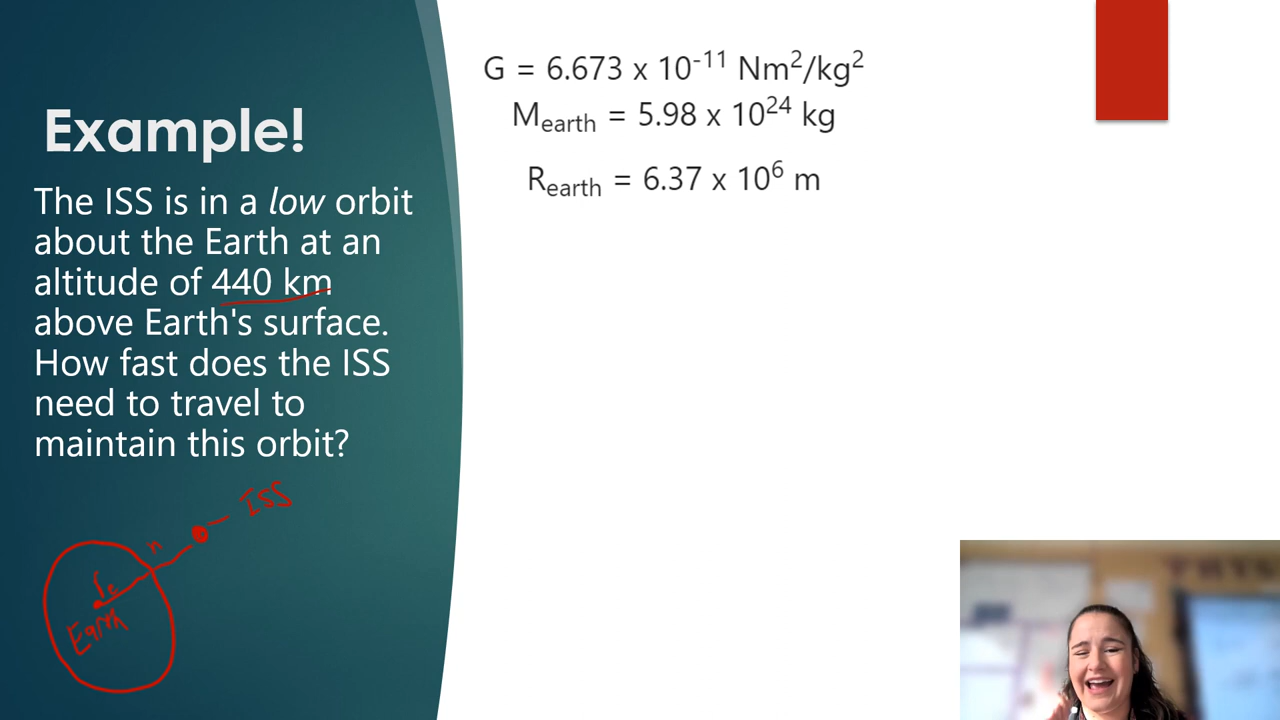 Example!
The ISS is in a low orbit
about the Earth at an
altitude of 440 km
above Earth's surface.
How fast does the ISS
need to travel to
maintain this orbit?
G = 6.673 x 10⁻¹¹ Nm²/kg²
Mearth = 5.98 x 10²⁴ kg
Rearth = 6.37 x 10⁶ m
ISS
re
Earth
PHYS